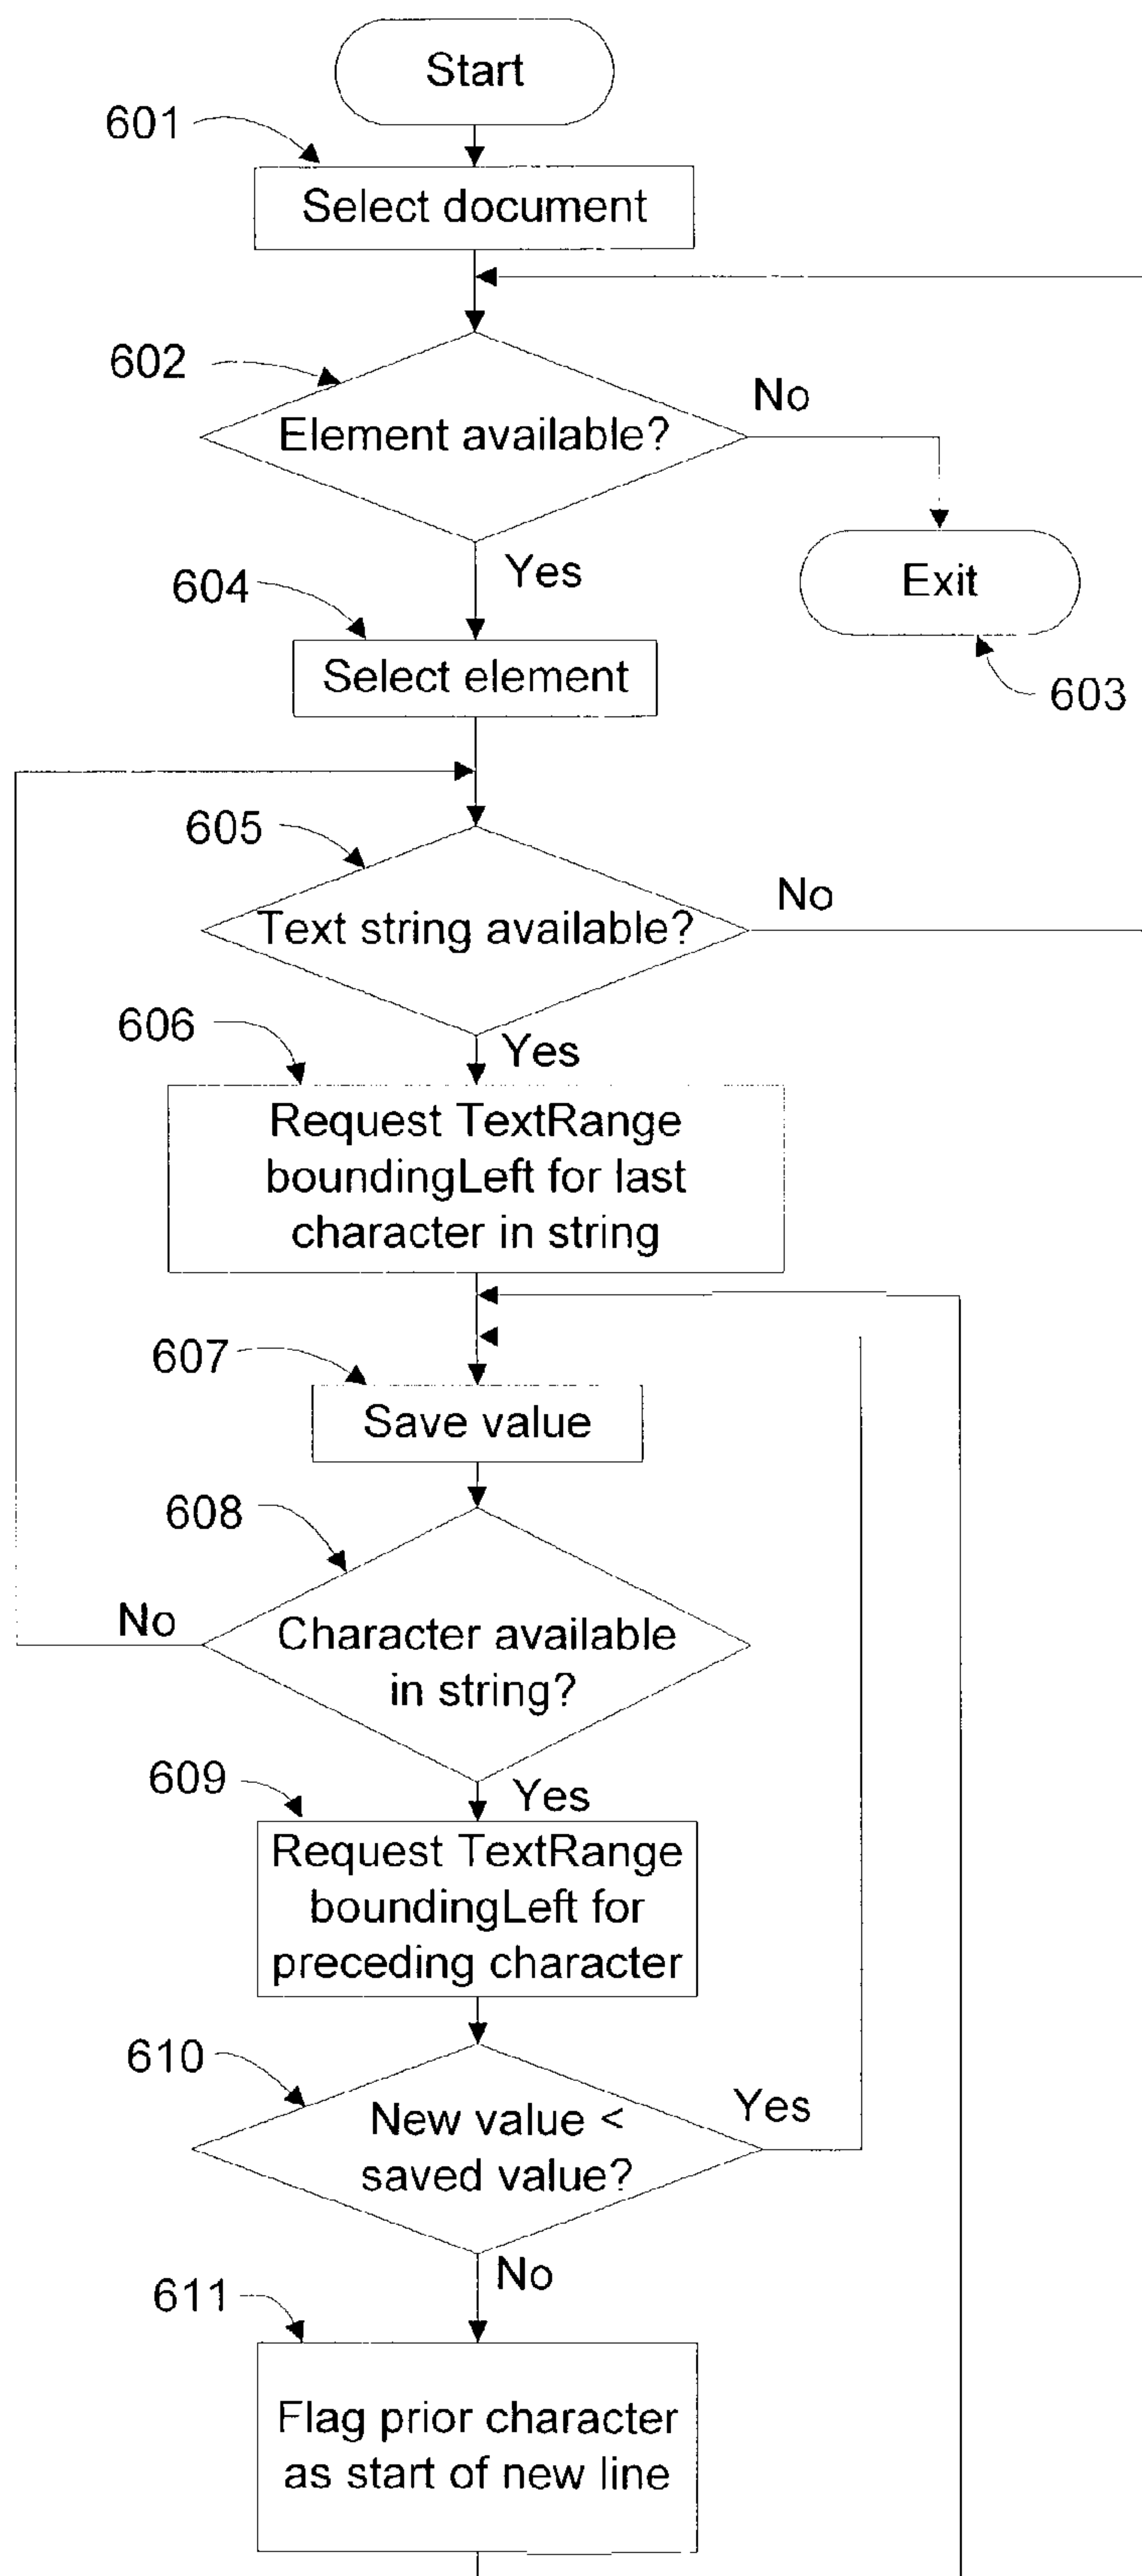 Start
601
Select document
602
Element available?
No
Yes
Exit
603
604
Select element
605
Text string available?
No
606
Yes
Request TextRange
boundingLeft for last
character in string
607
Save value
608
No
Character available
in string?
609
Yes
Request TextRange
boundingLeft for
preceding character
610
New value <
saved value?
Yes
No
611
Flag prior character
as start of new line